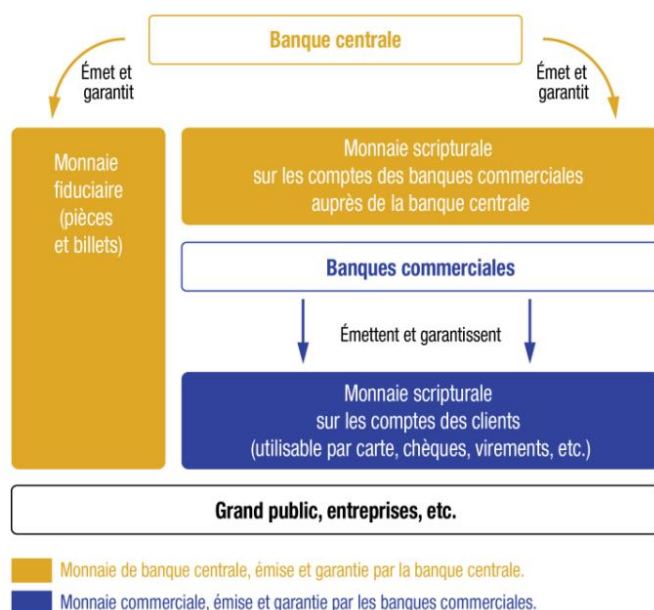 Banque centrale
Émet et
garantit
Émet et
garantit
Monnaie
fiduciaire
(pièces
et billets)
Monnaie scripturale
sur les comptes des banques commerciales
auprès de la banque centrale
Banques commerciales
Émettent et garantissent
Monnaie scripturale
sur les comptes des clients
(utilisable par carte, chèques, virements, etc.)
Grand public, entreprises, etc.
Monnaie de banque centrale, émise et garantie par la banque centrale.
Monnaie commerciale, émise et garantie par les banques commerciales.